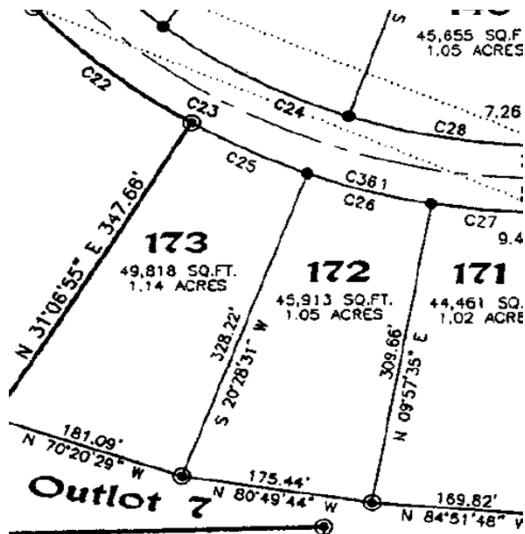 S
45,655 SQ.F
1.05 ACRES
C22
C23
C24
7.26
C28
C25
C361
C26
C27
9.4
N 31°06'55" E 347.66'
173
49,818 SQ.FT.
1.14 ACRES
172
45,913 SQ.FT.
1.05 ACRES
171
44,461 SQ.F
1.02 ACRE
328.22'
S 20°28'31" W
309.66'
N 09°57'35" E
181.09'
N 70°20'29" W
175.44'
N 80°49'44" W
169.82'
N 84°51'48" W
Outlot 7